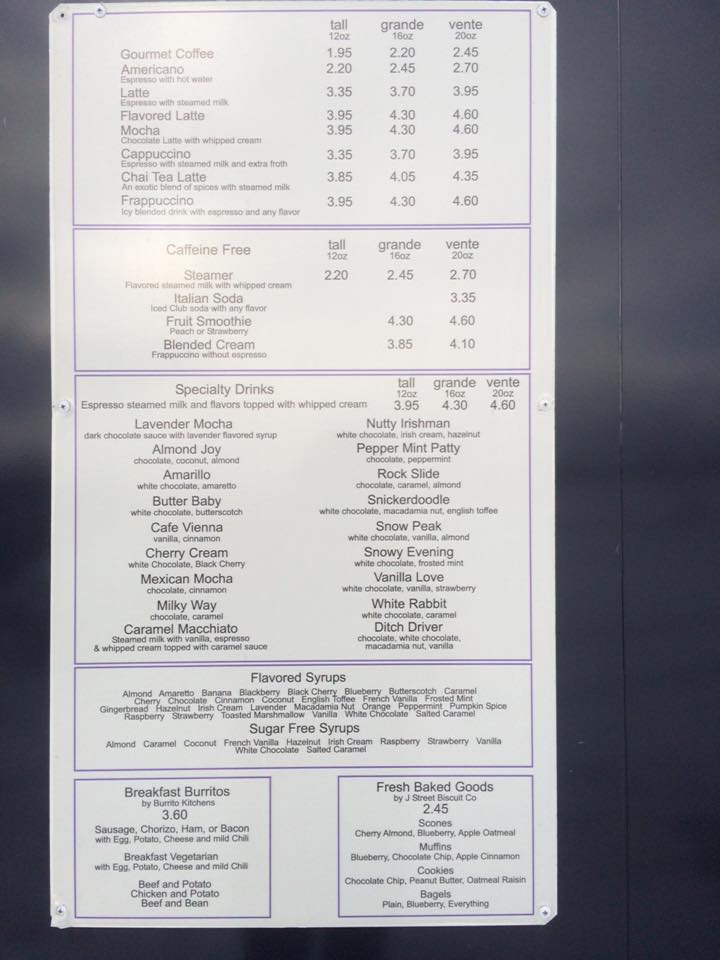 tall grande vente
12oz 16oz 20oz
Gourmet Coffee 1.95 2.20 2.45
Americano 2.20 2.45 2.70
Espresso with hot water
Latte 3.35 3.70 3.95
Espresso with steamed milk
Flavored Latte 3.95 4.30 4.60
Mocha 3.95 4.30 4.60
Chocolate Latte with whipped cream
Cappuccino 3.35 3.70 3.95
Espresso with steamed milk and extra froth
Chai Tea Latte 3.85 4.05 4.35
An exotic blend of spices with steamed milk
Frappuccino 3.95 4.30 4.60
Icy blended drink with espresso and any flavor
Caffeine Free tall grande vente
12oz 16oz 20oz
Steamer 2.20 2.45 2.70
Flavored steamed milk with whipped cream
Italian Soda 3.35
Iced Club soda with any flavor
Fruit Smoothie 4.30 4.60
Peach or Strawberry
Blended Cream 3.85 4.10
Frappuccino without espresso
Specialty Drinks tall grande vente
12oz 16oz 20oz
Espresso steamed milk and flavors topped with whipped cream 3.95 4.30 4.60
Lavender Mocha
dark chocolate sauce with lavender flavored syrup
Almond Joy
chocolate, coconut, almond
Amarillo
white chocolate, amaretto
Butter Baby
white chocolate, butterscotch
Cafe Vienna
vanilla, cinnamon
Cherry Cream
white Chocolate, Black Cherry
Mexican Mocha
chocolate, cinnamon
Milky Way
chocolate, caramel
Caramel Macchiato
Steamed milk with vanilla, espresso
& whipped cream topped with caramel sauce
Nutty Irishman
white chocolate, irish cream, hazelnut
Pepper Mint Patty
chocolate, peppermint
Rock Slide
chocolate, caramel, almond
Snickerdoodle
white chocolate, macadamia nut, english toffee
Snow Peak
white chocolate, vanilla, almond
Snowy Evening
white chocolate, frosted mint
Vanilla Love
white chocolate, vanilla, strawberry
White Rabbit
white chocolate, caramel
Ditch Driver
chocolate, white chocolate,
macadamia nut, vanilla
Flavored Syrups
Almond Amaretto Banana Blackberry Black Cherry Blueberry Butterscotch Caramel
Cherry Chocolate Cinnamon Coconut English Toffee French Vanilla Frosted Mint
Gingerbread Hazelnut Irish Cream Lavender Macadamia Nut Orange Peppermint Pumpkin Spice
Raspberry Strawberry Toasted Marshmallow Vanilla White Chocolate Salted Caramel
Sugar Free Syrups
Almond Caramel Coconut French Vanilla Hazelnut Irish Cream Raspberry Strawberry Vanilla
White Chocolate Salted Caramel
Breakfast Burritos
by Burrito Kitchens
3.60
Sausage, Chorizo, Ham, or Bacon
with Egg, Potato, Cheese and mild Chili
Breakfast Vegetarian
with Egg, Potato, Cheese and mild Chili
Beef and Potato
Chicken and Potato
Beef and Bean
Fresh Baked Goods
by J Street Biscuit Co
2.45
Scones
Cherry Almond, Blueberry, Apple Oatmeal
Muffins
Blueberry, Chocolate Chip, Apple Cinnamon
Cookies
Chocolate Chip, Peanut Butter, Oatmeal Raisin
Bagels
Plain, Blueberry, Everything